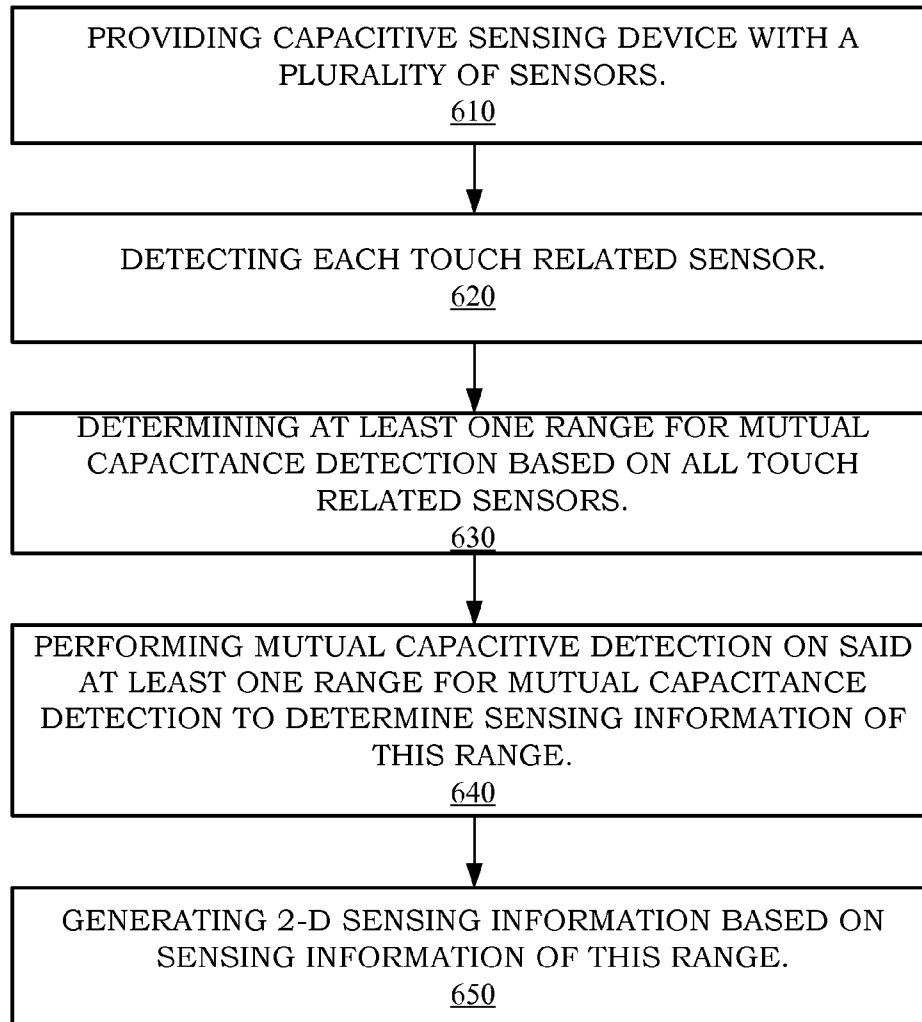 PROVIDING CAPACITIVE SENSING DEVICE WITH A
PLURALITY OF SENSORS.
610
DETECTING EACH TOUCH RELATED SENSOR.
620
DETERMINING AT LEAST ONE RANGE FOR MUTUAL
CAPACITANCE DETECTION BASED ON ALL TOUCH
RELATED SENSORS.
630
PERFORMING MUTUAL CAPACITIVE DETECTION ON SAID
AT LEAST ONE RANGE FOR MUTUAL CAPACITANCE
DETECTION TO DETERMINE SENSING INFORMATION OF
THIS RANGE.
640
GENERATING 2-D SENSING INFORMATION BASED ON
SENSING INFORMATION OF THIS RANGE.
650